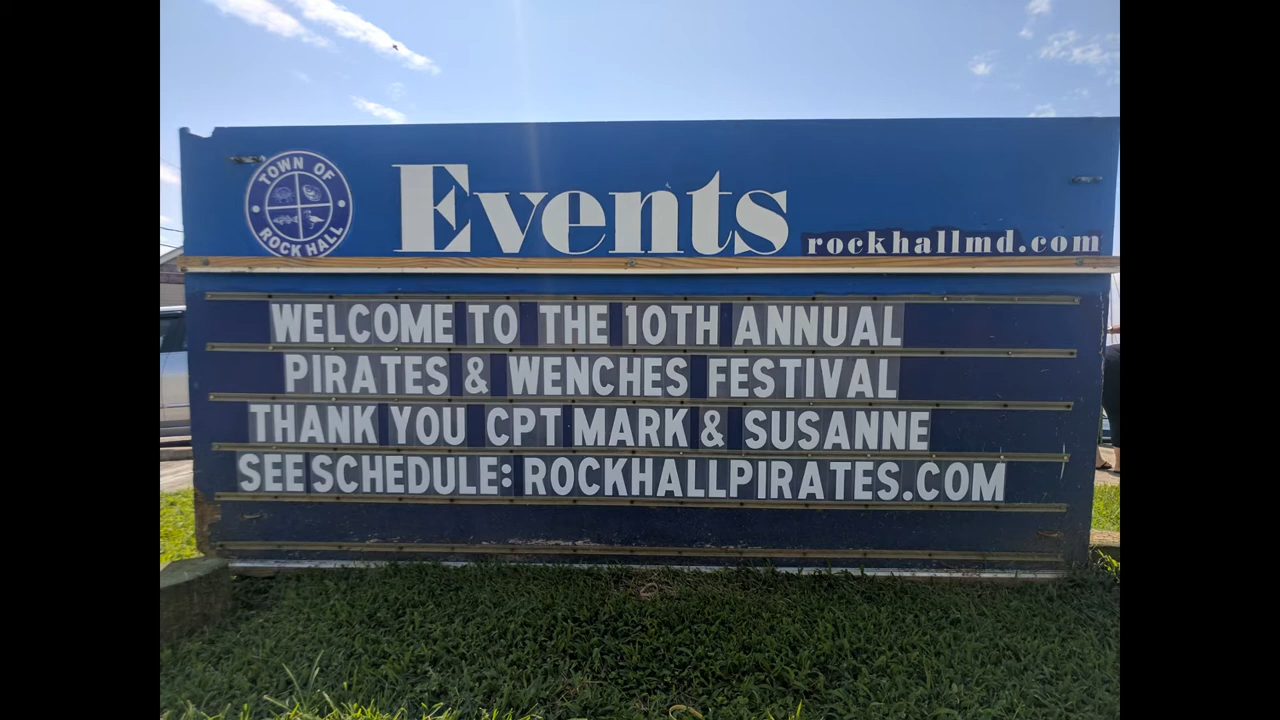 TOWN OF
ROCK HALL
Events
rockhallmd.com
WELCOME TO THE 10TH ANNUAL
PIRATES & WENCHES FESTIVAL
THANK YOU CPT MARK & SUSANNE
SEE SCHEDULE: ROCKHALLPIRATES.COM